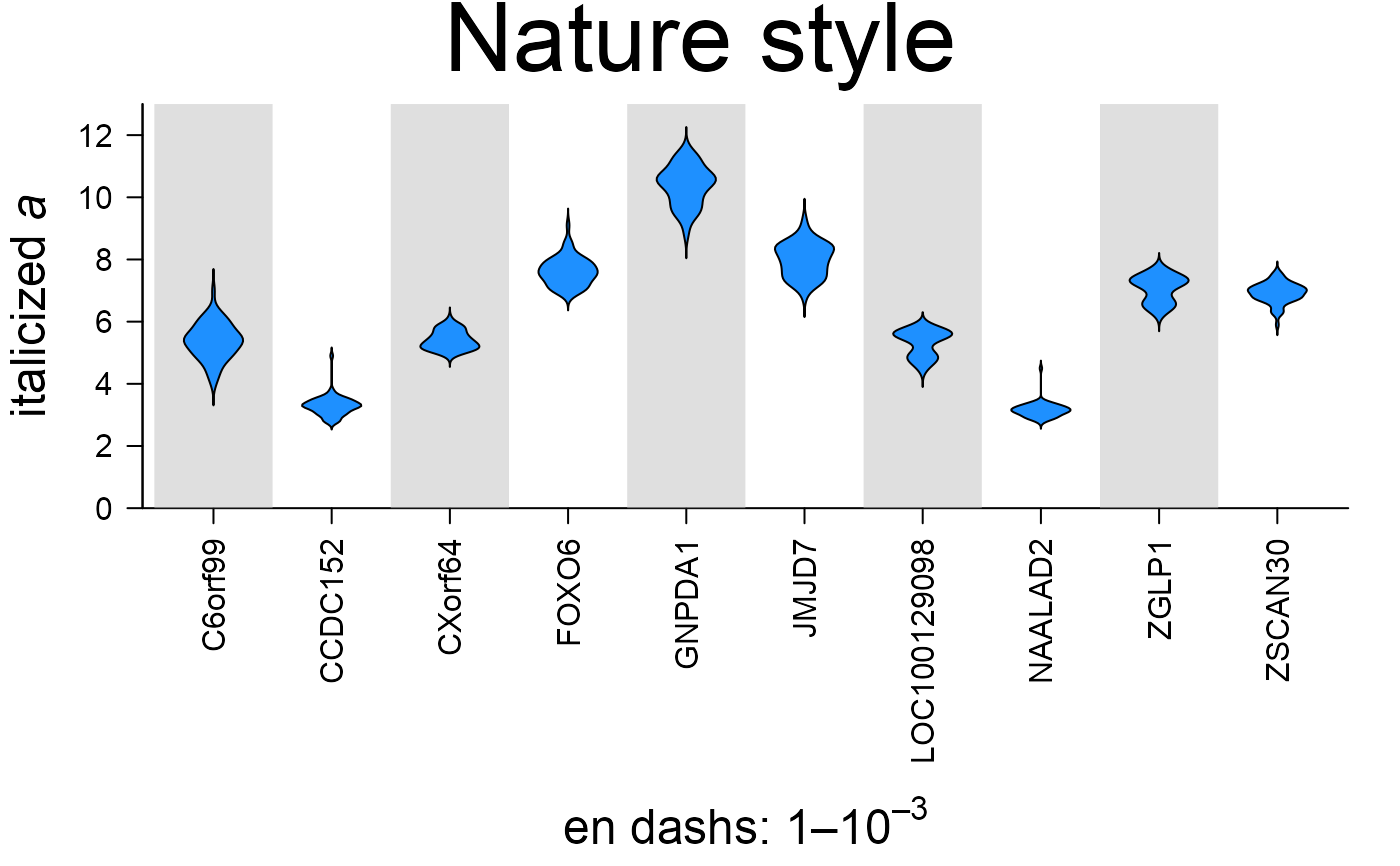 Nature style
italicized a
12
10
8
6
4
2
0
C6orf99
CCDC152
CXorf64
FOXO6
GNPDA1
JMJD7
LOC100129098
NAALAD2
ZGLP1
ZSCAN30
en dashs: 1–10⁻³